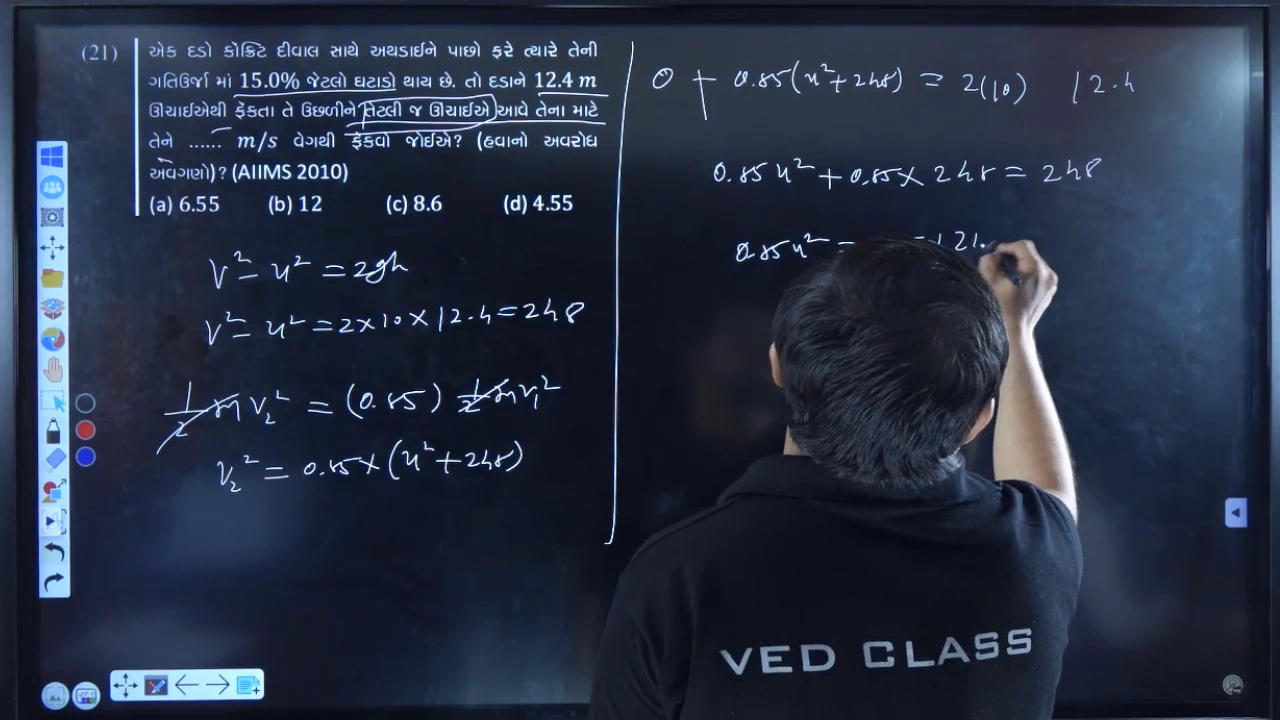 (21) એક દડો કોંક્રિટ દીવાલ સાથે અથડાઈને પાછો ફરે ત્યારે તેની
ગતિઉર્જા માં 15.0% જેટલો ઘટાડો થાય છે. તો દડાને 12.4 m
ઊંચાઈએથી ફેંકતા તે ઉછળીને તેટલી જ ઊંચાઈએ આવે તેના માટે
તેને ...... m/s વેગથી ફેંકવો જોઈએ? (હવાનો અવરોધ
અવગણો)? (AIIMS 2010)
(a) 6.55 (b) 12 (c) 8.6 (d) 4.55
v² - u² = 2gh
v² - u² = 2×10×12.4 = 248
1/2 m v₂² = (0.85) 1/2 m v₁²
v₂² = 0.85 × (u² + 248)
0 + 0.85(u² + 248) = 2(10) 12.4
0.85 u² + 0.85 × 248 = 248
0.85 u² =
VED CLASS